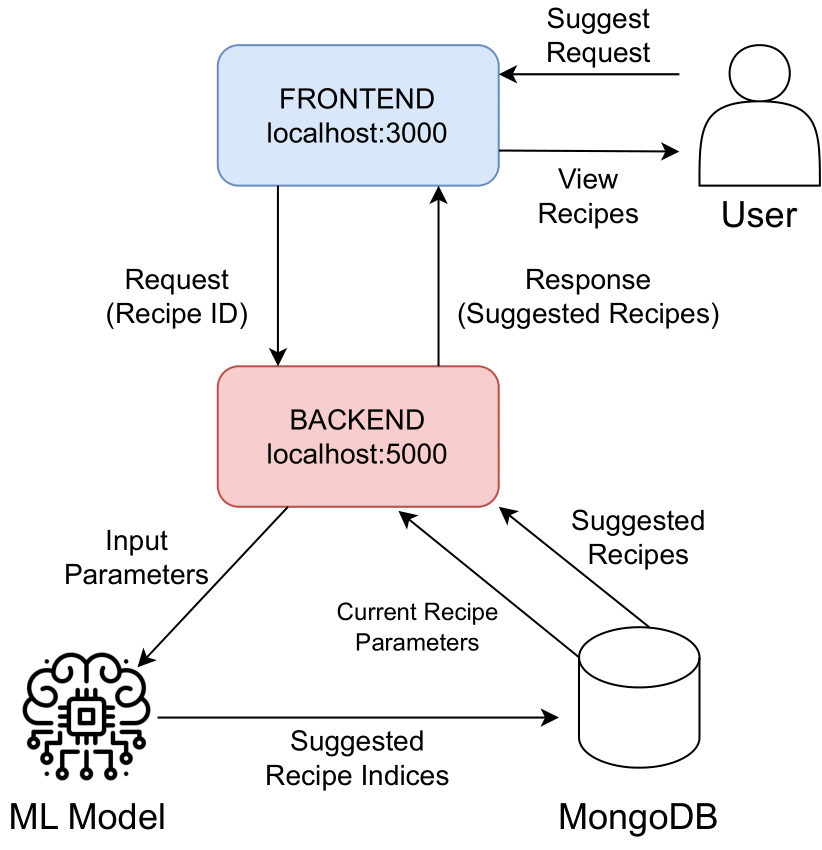 Suggest
Request
FRONTEND
localhost:3000
View
Recipes
User
Request
(Recipe ID)
Response
(Suggested Recipes)
BACKEND
localhost:5000
Input
Parameters
Suggested
Recipes
Current Recipe
Parameters
Suggested
Recipe Indices
ML Model
MongoDB